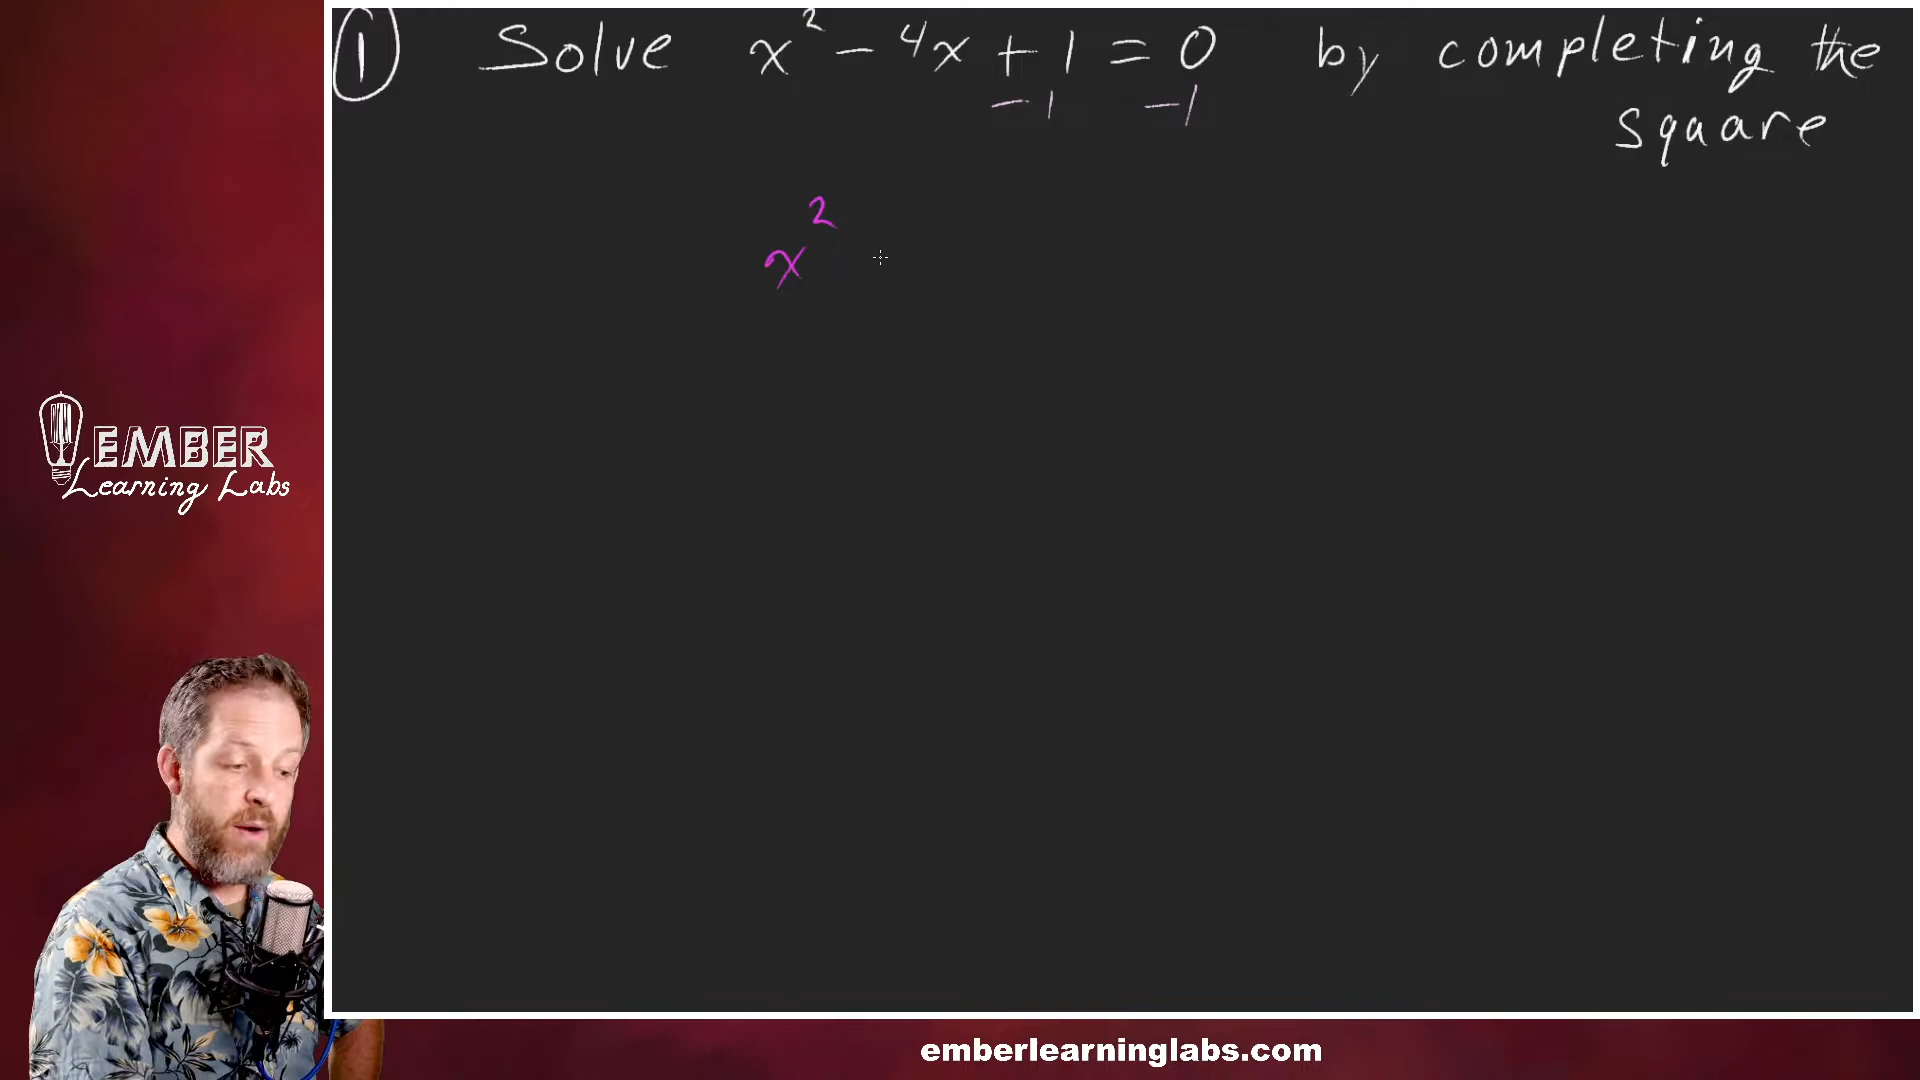 ① Solve x² - 4x + 1 = 0 by completing the
-1 -1
square
x²
EMBER
Learning Labs
emberlearninglabs.com